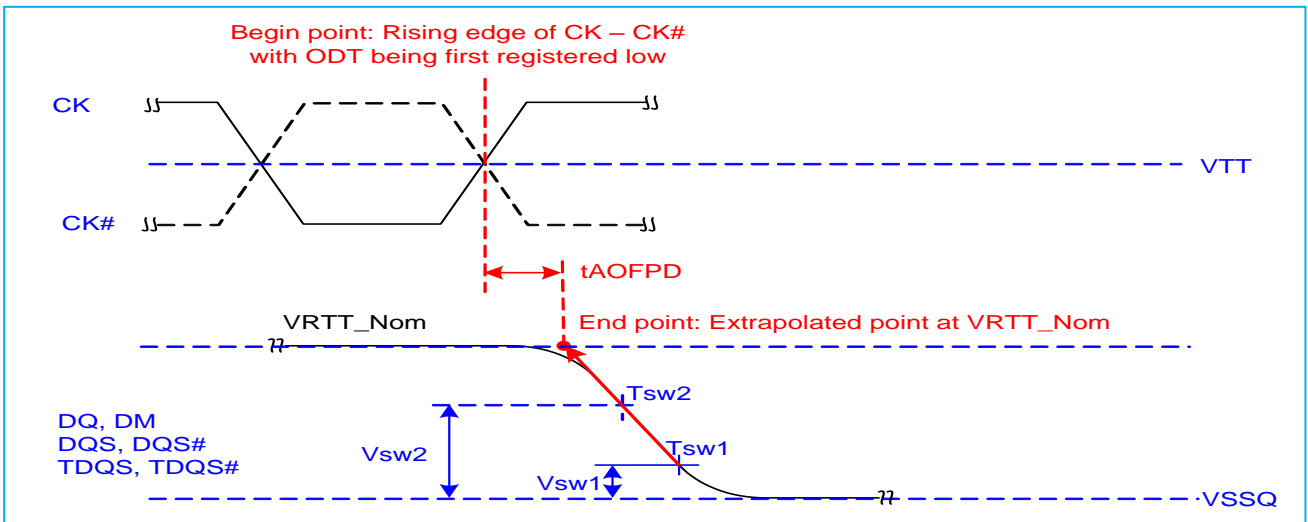 Begin point: Rising edge of CK – CK#
with ODT being first registered low
CK
VTT
CK#
tAOFPD
VRTT_Nom
End point: Extrapolated point at VRTT_Nom
Tsw2
DQ, DM
DQS, DQS#
TDQS, TDQS#
Vsw2
Tsw1
Vsw1
VSSQ